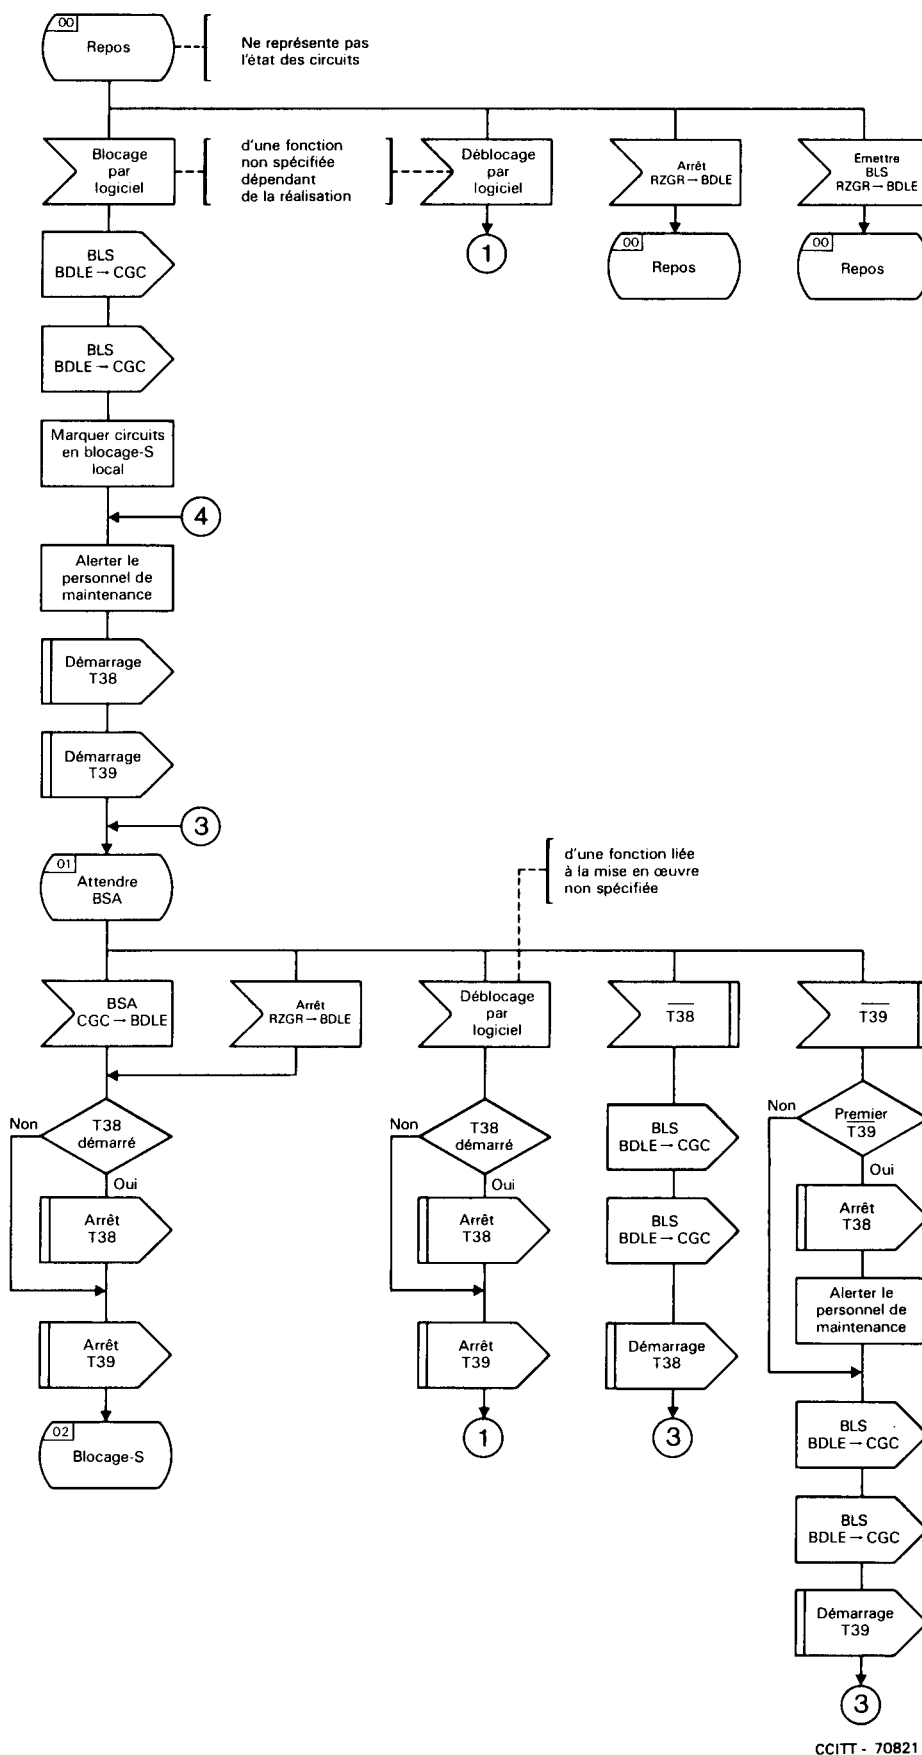 00
Repos
Ne représente pas
l'état des circuits
Blocage
par
logiciel
d'une fonction
non spécifiée
dépendant
de la réalisation
Déblocage
par
logiciel
Arrêt
RZGR → BDLE
Emettre
BLS
RZGR → BDLE
1
00
Repos
00
Repos
BLS
BDLE → CGC
BLS
BDLE → CGC
Marquer circuits
en blocage-S
local
4
Alerter le
personnel de
maintenance
Démarrage
T38
Démarrage
T39
3
01
Attendre
BSA
d'une fonction liée
à la mise en œuvre
non spécifiée
BSA
CGC → BDLE
Arrêt
RZGR → BDLE
Déblocage
par
logiciel
T38
T39
Non
T38
démarré
Oui
Non
T38
démarré
Oui
BLS
BDLE → CGC
Non
Premier
T39
Oui
Arrêt
T38
Arrêt
T38
BLS
BDLE → CGC
Arrêt
T38
Alerter le
personnel de
maintenance
Arrêt
T39
Arrêt
T39
Démarrage
T38
02
Blocage-S
1
3
BLS
BDLE → CGC
BLS
BDLE → CGC
Démarrage
T39
3
CCITT - 70821